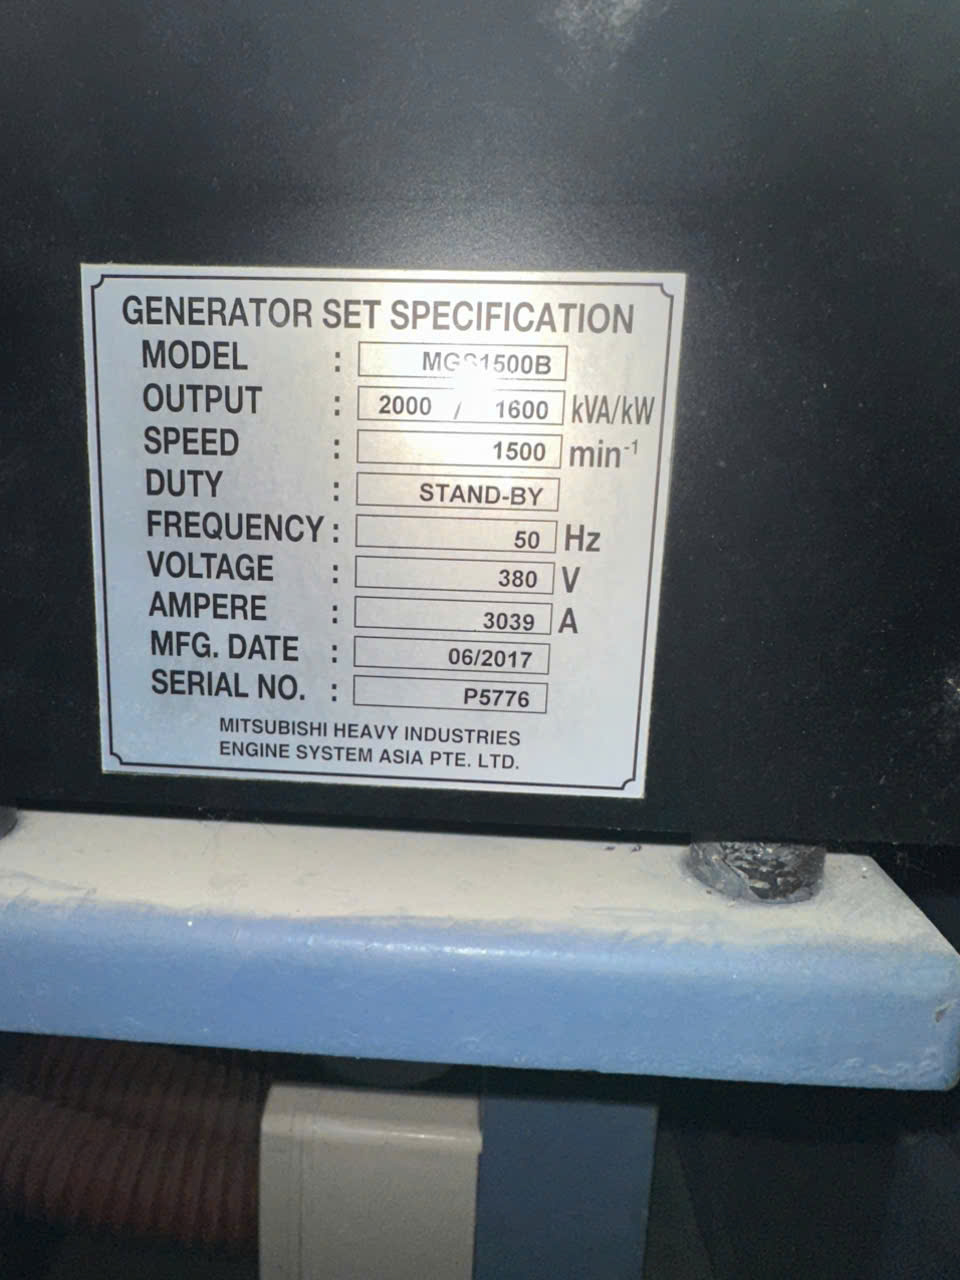 GENERATOR SET SPECIFICATION
MODEL : MGS1500B
OUTPUT : 2000 / 1600 kVA/kW
SPEED : 1500 min-1
DUTY : STAND-BY
FREQUENCY : 50 Hz
VOLTAGE : 380 V
AMPERE : 3039 A
MFG. DATE : 06/2017
SERIAL NO. : P5776
MITSUBISHI HEAVY INDUSTRIES
ENGINE SYSTEM ASIA PTE. LTD.